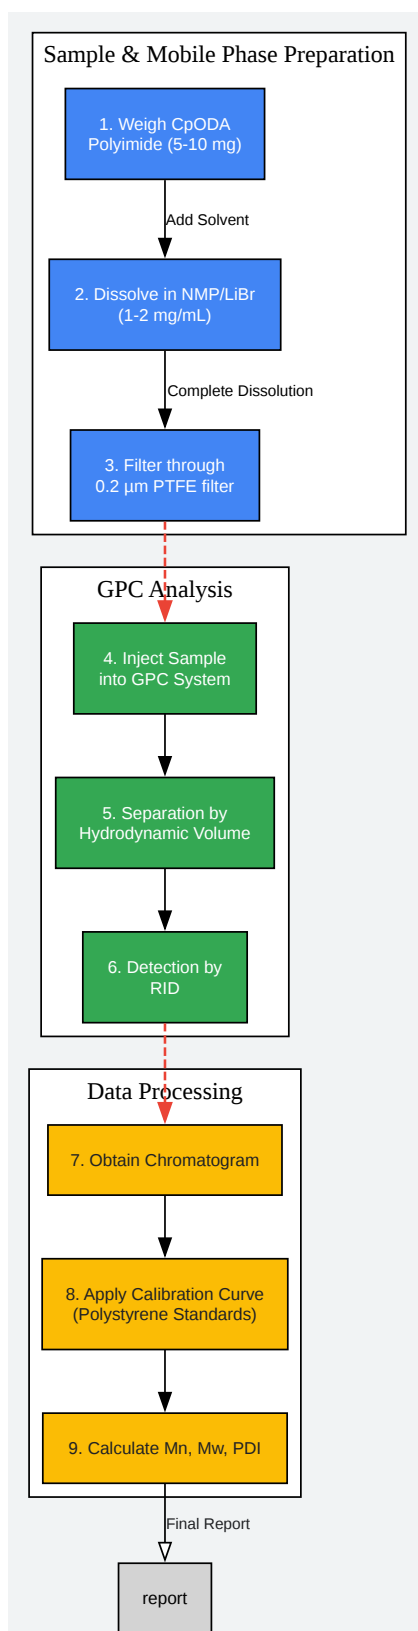 Sample & Mobile Phase Preparation
1. Weigh CpODA
Polyimide (5-10 mg)
Add Solvent
2. Dissolve in NMP/LiBr
(1-2 mg/mL)
Complete Dissolution
3. Filter through
0.2 µm PTFE filter
GPC Analysis
4. Inject Sample
into GPC System
5. Separation by
Hydrodynamic Volume
6. Detection by
RID
Data Processing
7. Obtain Chromatogram
8. Apply Calibration Curve
(Polystyrene Standards)
9. Calculate Mn, Mw, PDI
Final Report
report